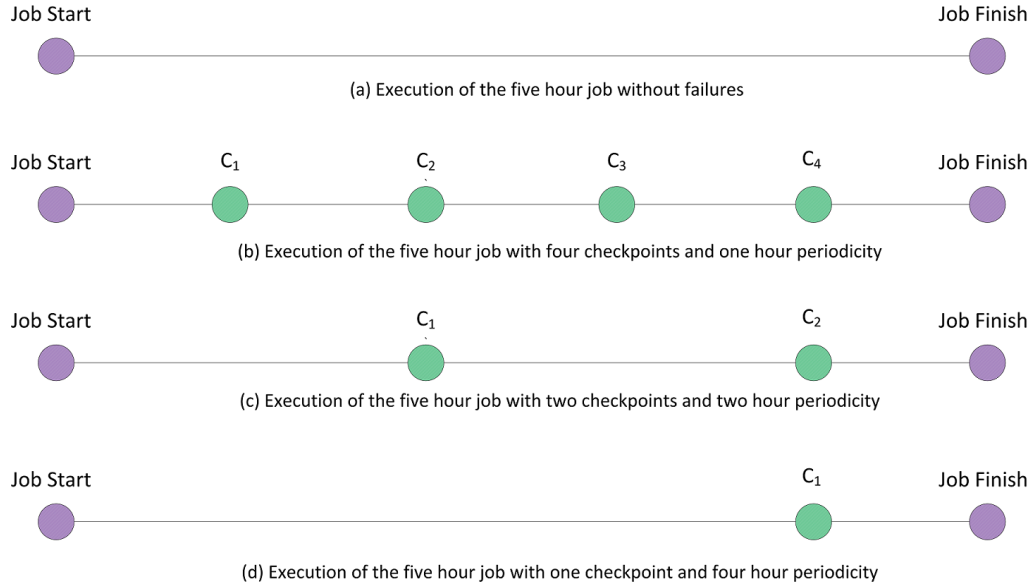 Job Start Job Finish
(a) Execution of the five hour job without failures
Job Start C1 C2 C3 C4 Job Finish
(b) Execution of the five hour job with four checkpoints and one hour periodicity
Job Start C1 C2 Job Finish
(c) Execution of the five hour job with two checkpoints and two hour periodicity
Job Start C1 Job Finish
(d) Execution of the five hour job with one checkpoint and four hour periodicity